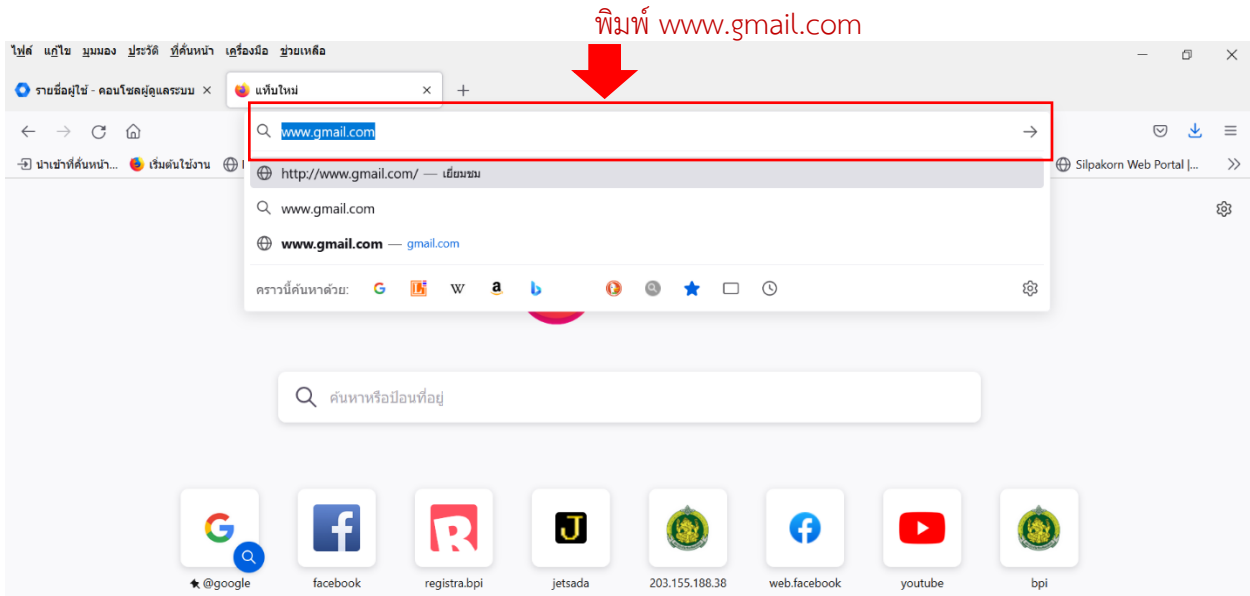 พิมพ์ www.gmail.com
ไฟล์ แก้ไข มุมมอง ประวัติ ที่คั่นหน้า เครื่องมือ ช่วยเหลือ
รายชื่อผู้ใช้ - คอนโซลผู้ดูแลระบบ แท็บใหม่
www.gmail.com
นำเข้าที่คั่นหน้า... เริ่มต้นใช้งาน Silpakorn Web Portal |...
http://www.gmail.com/ — เยี่ยมชม
www.gmail.com
www.gmail.com — gmail.com
คราวนี้ค้นหาด้วย:
ค้นหาหรือป้อนที่อยู่
@google facebook registra.bpi jetsada 203.155.188.38 web.facebook youtube bpi